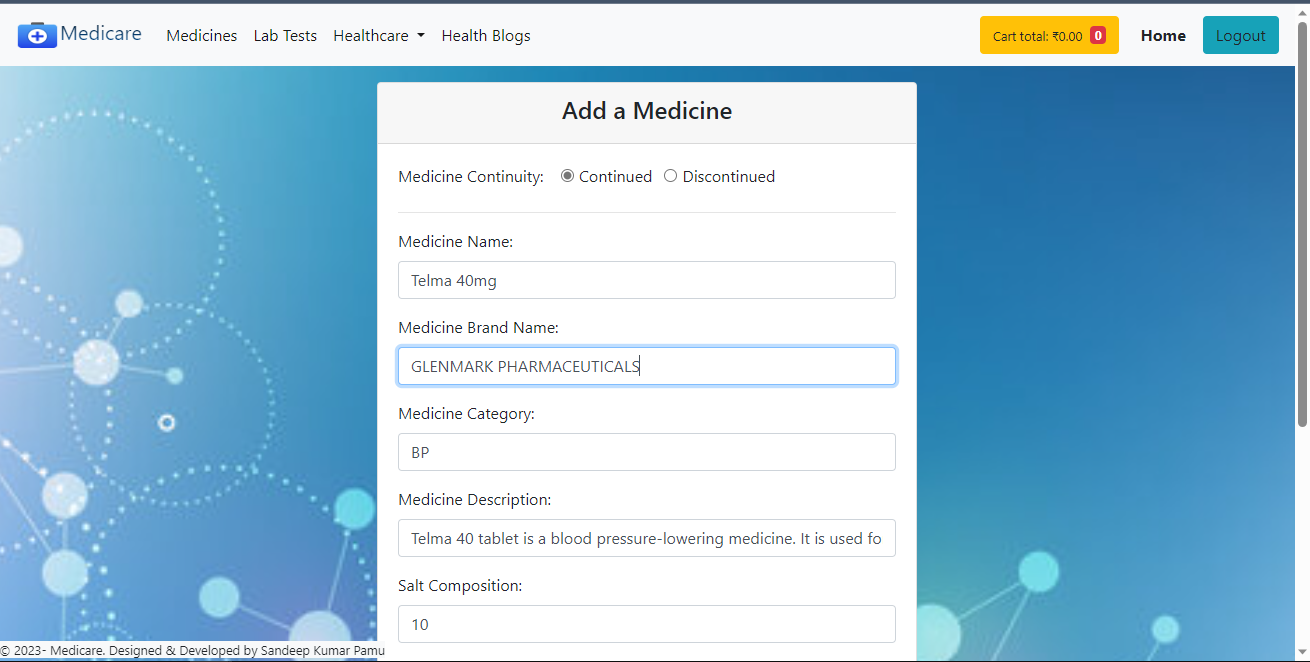 Medicare Medicines Lab Tests Healthcare Health Blogs Cart total: ₹0.00 0 Home Logout
Add a Medicine
Medicine Continuity: Continued Discontinued
Medicine Name:
Telma 40mg
Medicine Brand Name:
GLENMARK PHARMACEUTICALS
Medicine Category:
BP
Medicine Description:
Telma 40 tablet is a blood pressure-lowering medicine. It is used fo
Salt Composition:
10
© 2023- Medicare. Designed & Developed by Sandeep Kumar Pamu